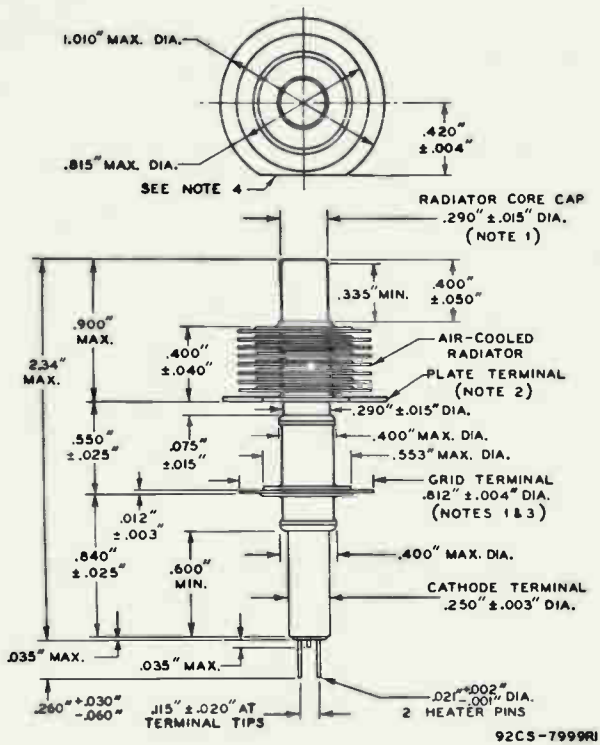 1.010" MAX. DIA.
.420"
±.004"
.815" MAX. DIA.
SEE NOTE 4
RADIATOR CORE CAP
.290" ±.015" DIA.
(NOTE 1)
.335" MIN.
.400"
±.050"
.900"
MAX.
2.34"
MAX.
.400"
±.040"
AIR-COOLED
RADIATOR
PLATE TERMINAL
(NOTE 2)
.290" ±.015" DIA.
.550"
±.025"
.075"
±.015"
.400" MAX. DIA.
.553" MAX. DIA.
GRID TERMINAL
.812" ±.004" DIA.
(NOTES 1&3)
.012"
±.003"
.840"
±.025"
.600"
MIN.
.400" MAX. DIA.
CATHODE TERMINAL
.250" ±.003" DIA.
.035" MAX.
.035" MAX.
.260" +.030"
-.060"
.115" ±.020" AT
TERMINAL TIPS
.021" +.002"
-.001" DIA.
2 HEATER PINS
92CS-7999R1